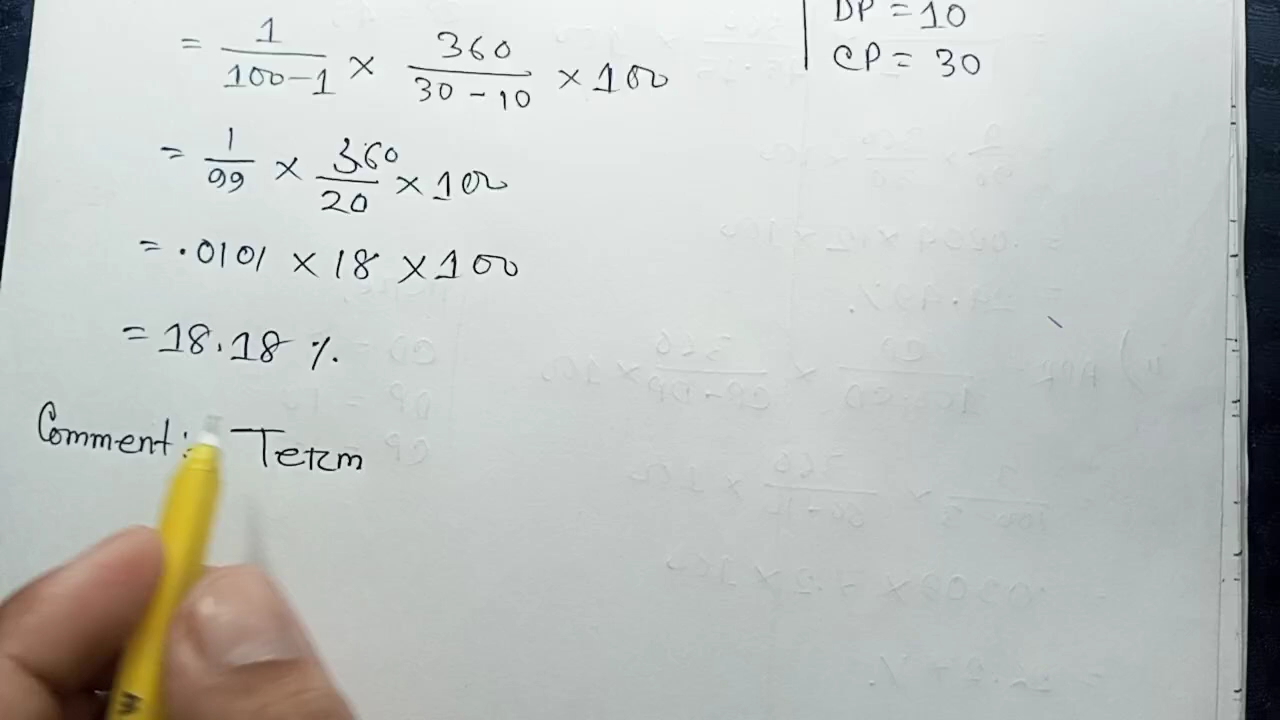 DP = 10
CP = 30
= 1/(100-1) × 360/(30-10) × 100
= 1/99 × 360/20 × 100
= .0101 × 18 × 100
= 18.18 %.
Comment: Term